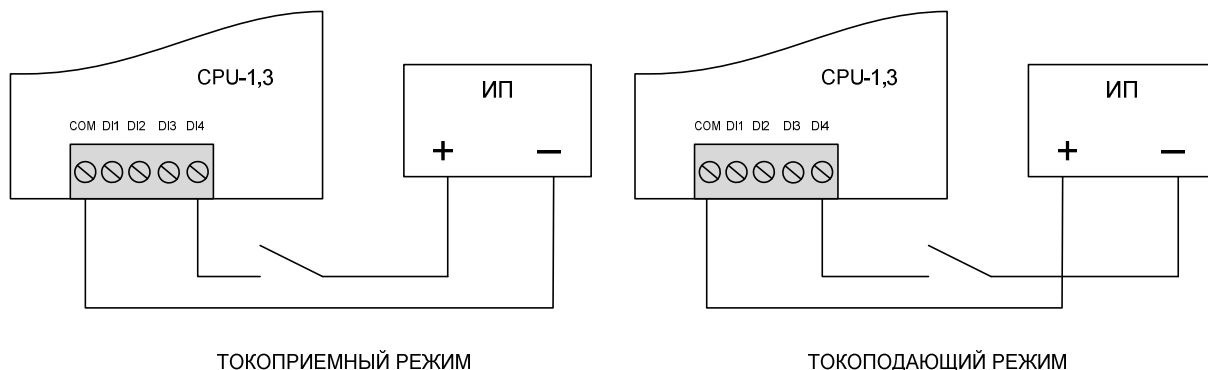 CPU-1,3
COM DI1 DI2 DI3 DI4
ИП
+ −
ТОКОПРИЕМНЫЙ РЕЖИМ
CPU-1,3
COM DI1 DI2 DI3 DI4
ИП
+ −
ТОКОПОДАЮЩИЙ РЕЖИМ